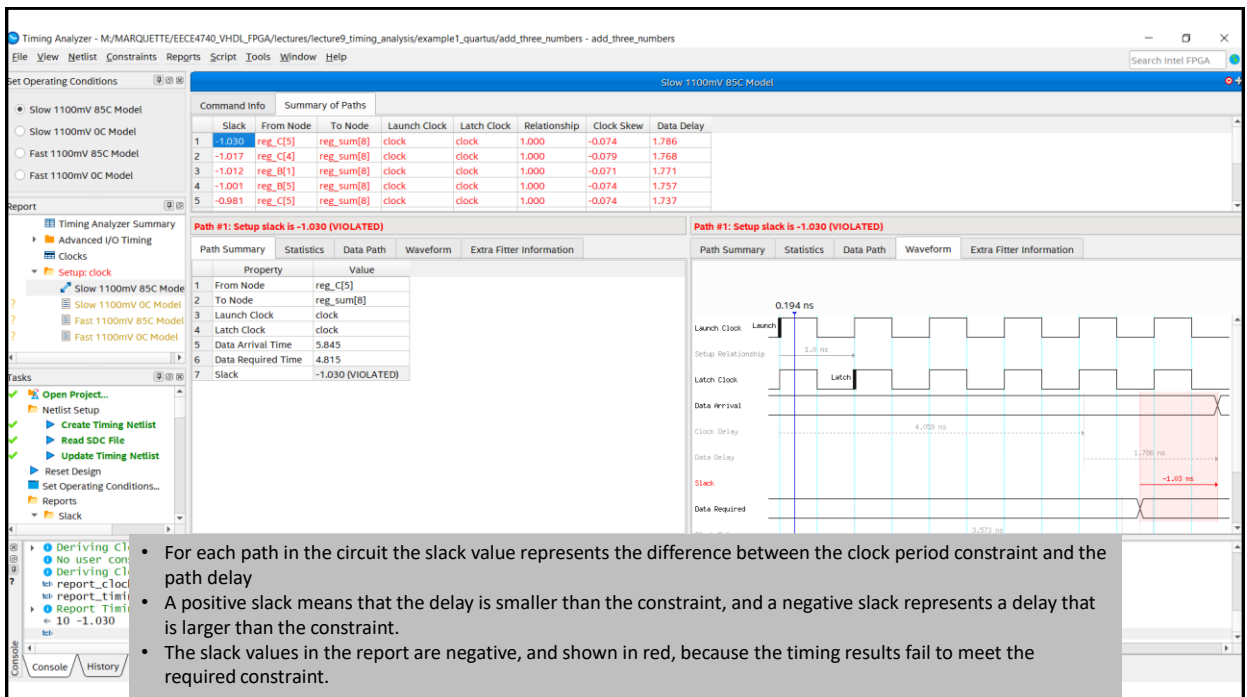 Timing Analyzer - M:/MARQUETTE/EECE4740_VHDL_FPGA/lectures/lecture9_timing_analysis/example1_quartus/add_three_numbers - add_three_numbers
File View Netlist Constraints Reports Script Tools Window Help
Search Intel FPGA
Set Operating Conditions
Slow 1100mV 85C Model
Slow 1100mV 0C Model
Fast 1100mV 85C Model
Fast 1100mV 0C Model
Report
Timing Analyzer Summary
Advanced I/O Timing
Clocks
Setup: clock
Slow 1100mV 85C Mode
Slow 1100mV 0C Model
Fast 1100mV 85C Model
Fast 1100mV 0C Model
Tasks
Open Project...
Netlist Setup
Create Timing Netlist
Read SDC File
Update Timing Netlist
Reset Design
Set Operating Conditions...
Reports
Slack
Slow 1100mV 85C Model
Command Info Summary of Paths
Slack From Node To Node Launch Clock Latch Clock Relationship Clock Skew Data Delay
1 -1.030 reg_C[5] reg_sum[8] clock clock 1.000 -0.074 1.786
2 -1.017 reg_C[4] reg_sum[8] clock clock 1.000 -0.079 1.768
3 -1.012 reg_B[1] reg_sum[8] clock clock 1.000 -0.071 1.771
4 -1.001 reg_B[5] reg_sum[8] clock clock 1.000 -0.074 1.757
5 -0.981 reg_C[5] reg_sum[8] clock clock 1.000 -0.074 1.737
Path #1: Setup slack is -1.030 (VIOLATED)
Path Summary Statistics Data Path Waveform Extra Fitter Information
Property Value
1 From Node reg_C[5]
2 To Node reg_sum[8]
3 Launch Clock clock
4 Latch Clock clock
5 Data Arrival Time 5.845
6 Data Required Time 4.815
7 Slack -1.030 (VIOLATED)
Path #1: Setup slack is -1.030 (VIOLATED)
Path Summary Statistics Data Path Waveform Extra Fitter Information
0.194 ns
Launch Clock Launch
Setup Relationship 1.0 ns
Latch Clock Latch
Data Arrival
Clock Delay 4.059 ns
Data Delay 1.786 ns
Slack -1.03 ns
Data Required
3.573 ns
Deriving Cl
No user con
Deriving Cl
tcl> report_cloc
tcl> report_timi
Report Timi
10 -1.030
tcl>
Console
Console History
• For each path in the circuit the slack value represents the difference between the clock period constraint and the
path delay
• A positive slack means that the delay is smaller than the constraint, and a negative slack represents a delay that
is larger than the constraint.
• The slack values in the report are negative, and shown in red, because the timing results fail to meet the
required constraint.